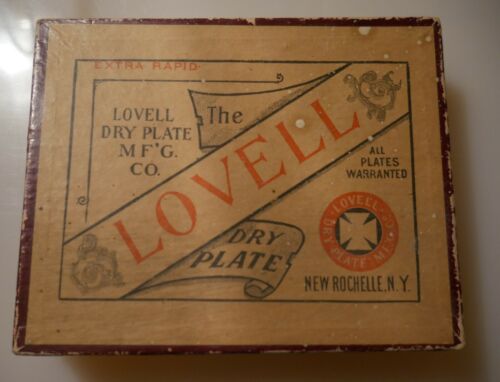 EXTRA RAPID
LOVELL
DRY PLATE
M F'G.
CO.
The
LOVELL
DRY
PLATE
ALL
PLATES
WARRANTED
LOVELL
DRY PLATE MFG. CO.
NEW ROCHELLE, N.Y.